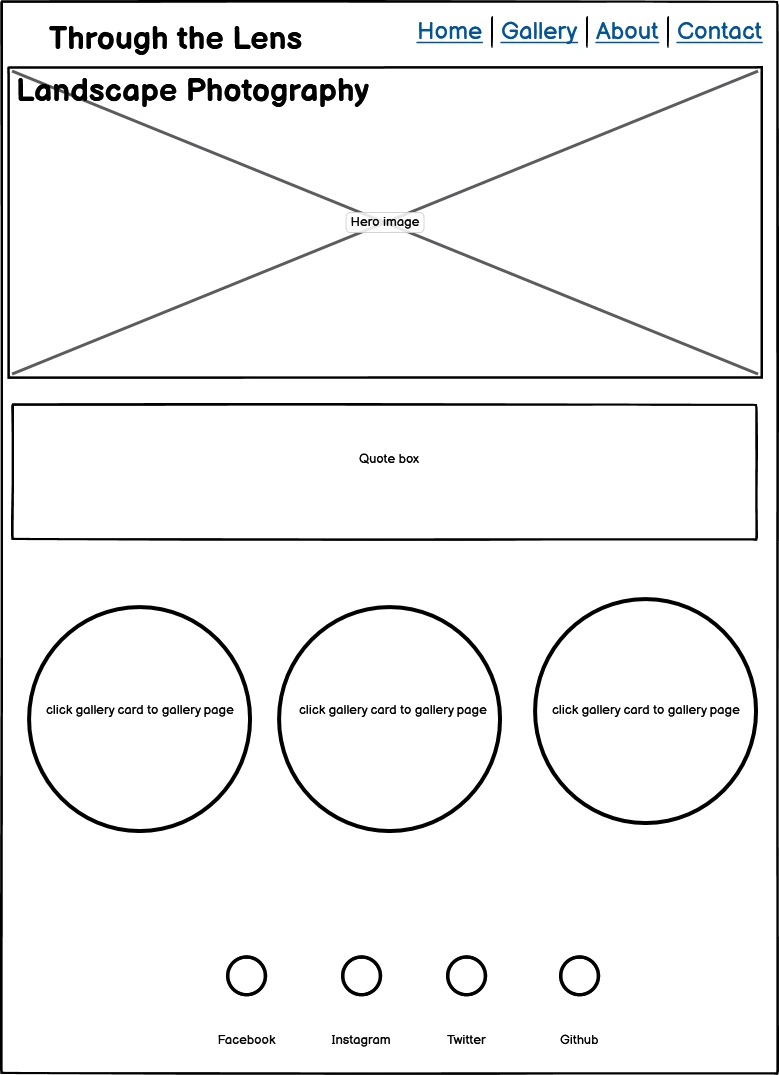 Through the Lens
Home | Gallery | About | Contact
Landscape Photography
Hero image
Quote box
click gallery card to gallery page
click gallery card to gallery page
click gallery card to gallery page
Facebook
Instagram
Twitter
Github